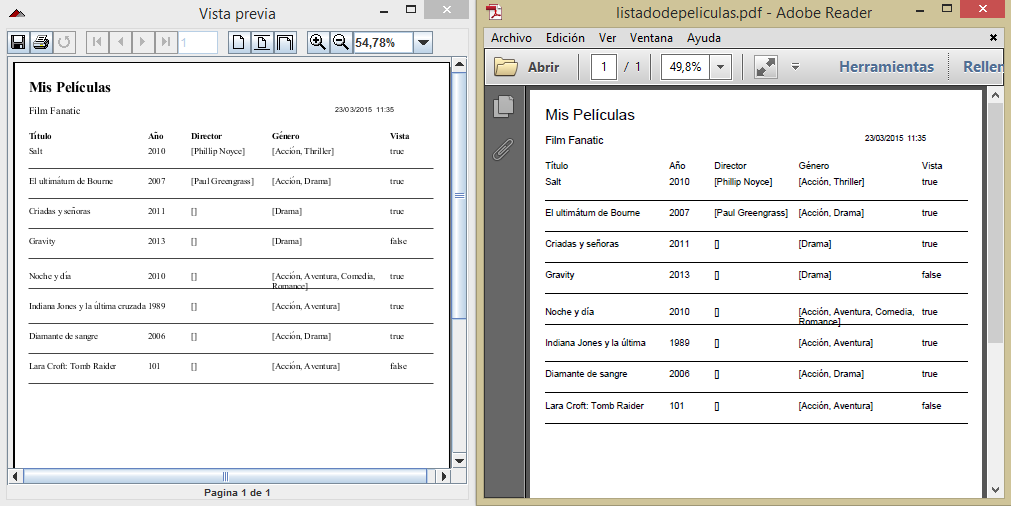 Vista previa
1
54,78%
Mis Películas
Film Fanatic 23/03/2015 11:35
Título Año Director Género Vista
Salt 2010 [Phillip Noyce] [Acción, Thriller] true
El ultimátum de Bourne 2007 [Paul Greengrass] [Acción, Drama] true
Criadas y señoras 2011 [] [Drama] true
Gravity 2013 [] [Drama] false
Noche y día 2010 [] [Acción, Aventura, Comedia, true
Romance]
Indiana Jones y la última cruzada 1989 [] [Acción, Aventura] true
Diamante de sangre 2006 [] [Acción, Drama] true
Lara Croft: Tomb Raider 101 [] [Acción, Aventura] false
Pagina 1 de 1
listadodepeliculas.pdf - Adobe Reader
Archivo Edición Ver Ventana Ayuda
Abrir 1 / 1 49,8% Herramientas Reller
Mis Películas
Film Fanatic 23/03/2015 11:35
Título Año Director Género Vista
Salt 2010 [Phillip Noyce] [Acción, Thriller] true
El ultimátum de Bourne 2007 [Paul Greengrass] [Acción, Drama] true
Criadas y señoras 2011 [] [Drama] true
Gravity 2013 [] [Drama] false
Noche y día 2010 [] [Acción, Aventura, Comedia, true
Romance]
Indiana Jones y la última 1989 [] [Acción, Aventura] true
Diamante de sangre 2006 [] [Acción, Drama] true
Lara Croft: Tomb Raider 101 [] [Acción, Aventura] false